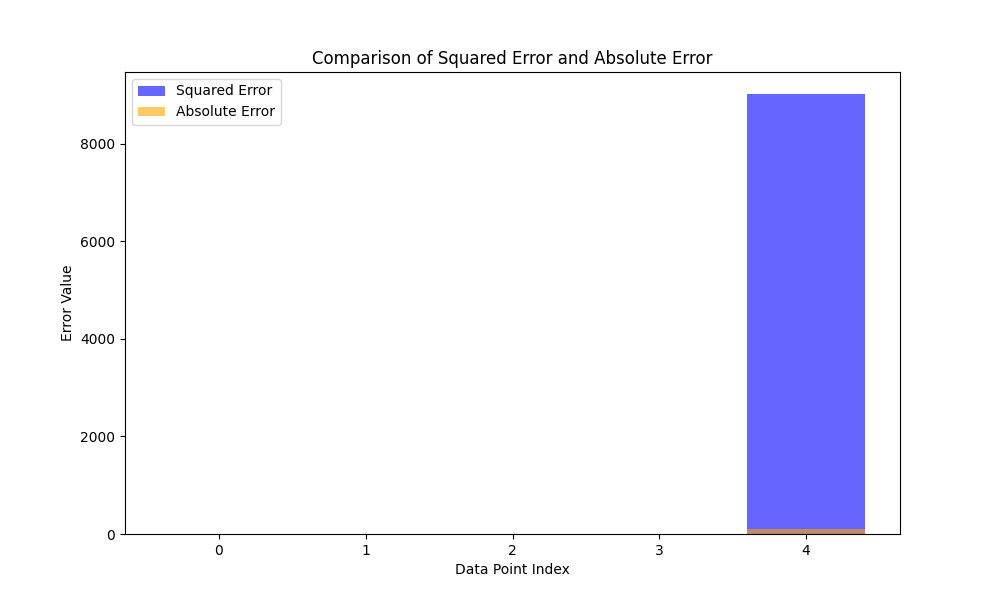 Comparison of Squared Error and Absolute Error
Squared Error
Absolute Error
8000
6000
4000
2000
0
Error Value
0 1 2 3 4
Data Point Index